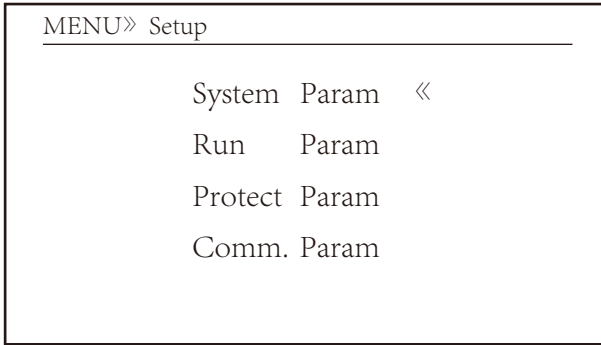 MENU» Setup
System Param «
Run Param
Protect Param
Comm. Param